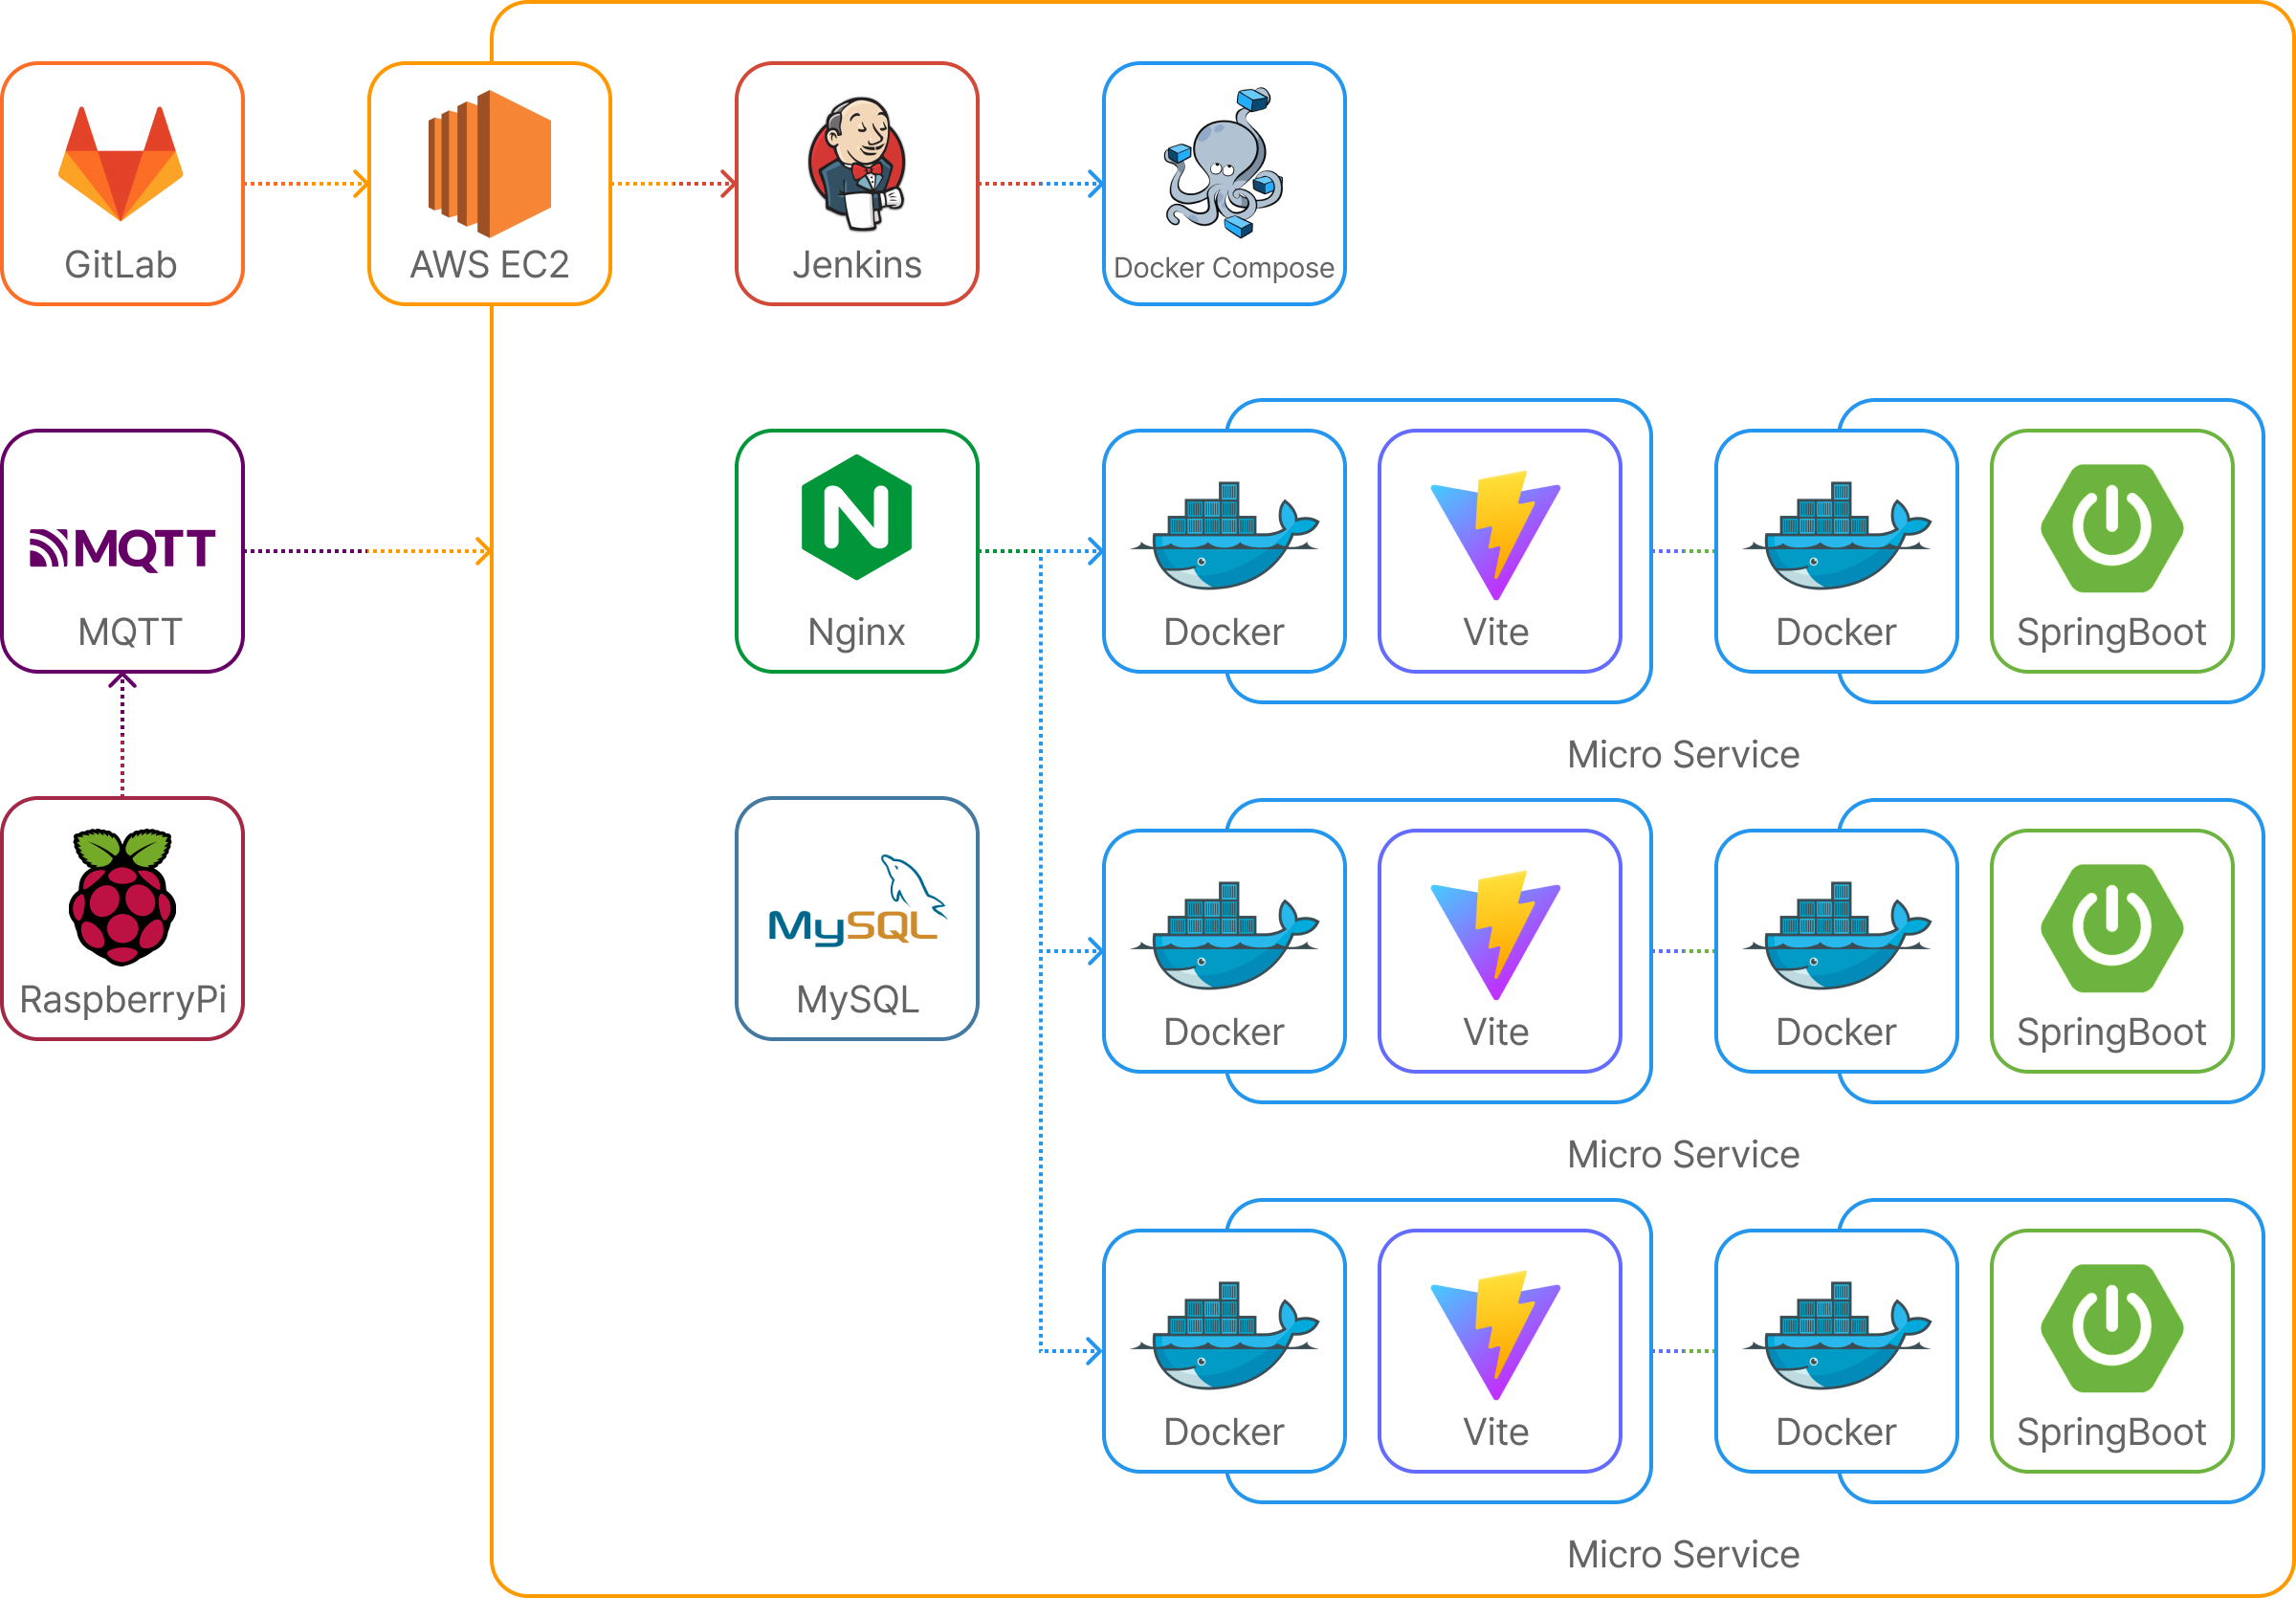 GitLab
AWS EC2
Jenkins
Docker Compose
MQTT
MQTT
Nginx
Docker
Vite
Docker
SpringBoot
Micro Service
RaspberryPi
MySQL
MySQL
Docker
Vite
Docker
SpringBoot
Micro Service
Docker
Vite
Docker
SpringBoot
Micro Service